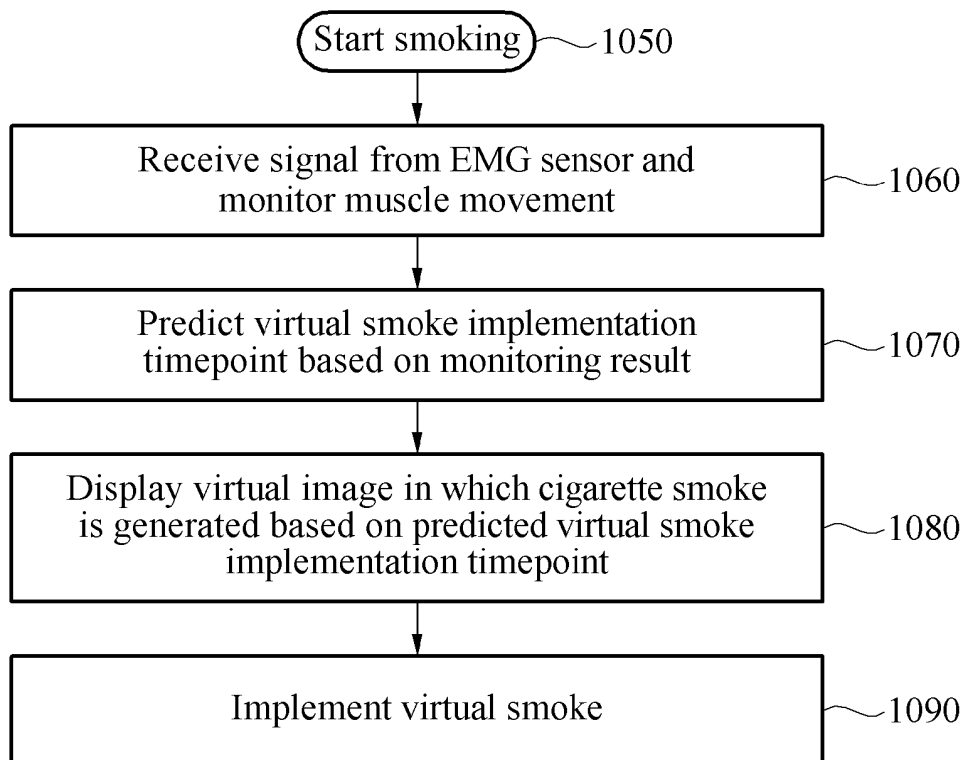 Start smoking
1050
Receive signal from EMG sensor and
monitor muscle movement
1060
Predict virtual smoke implementation
timepoint based on monitoring result
1070
Display virtual image in which cigarette smoke
is generated based on predicted virtual smoke
implementation timepoint
1080
Implement virtual smoke
1090